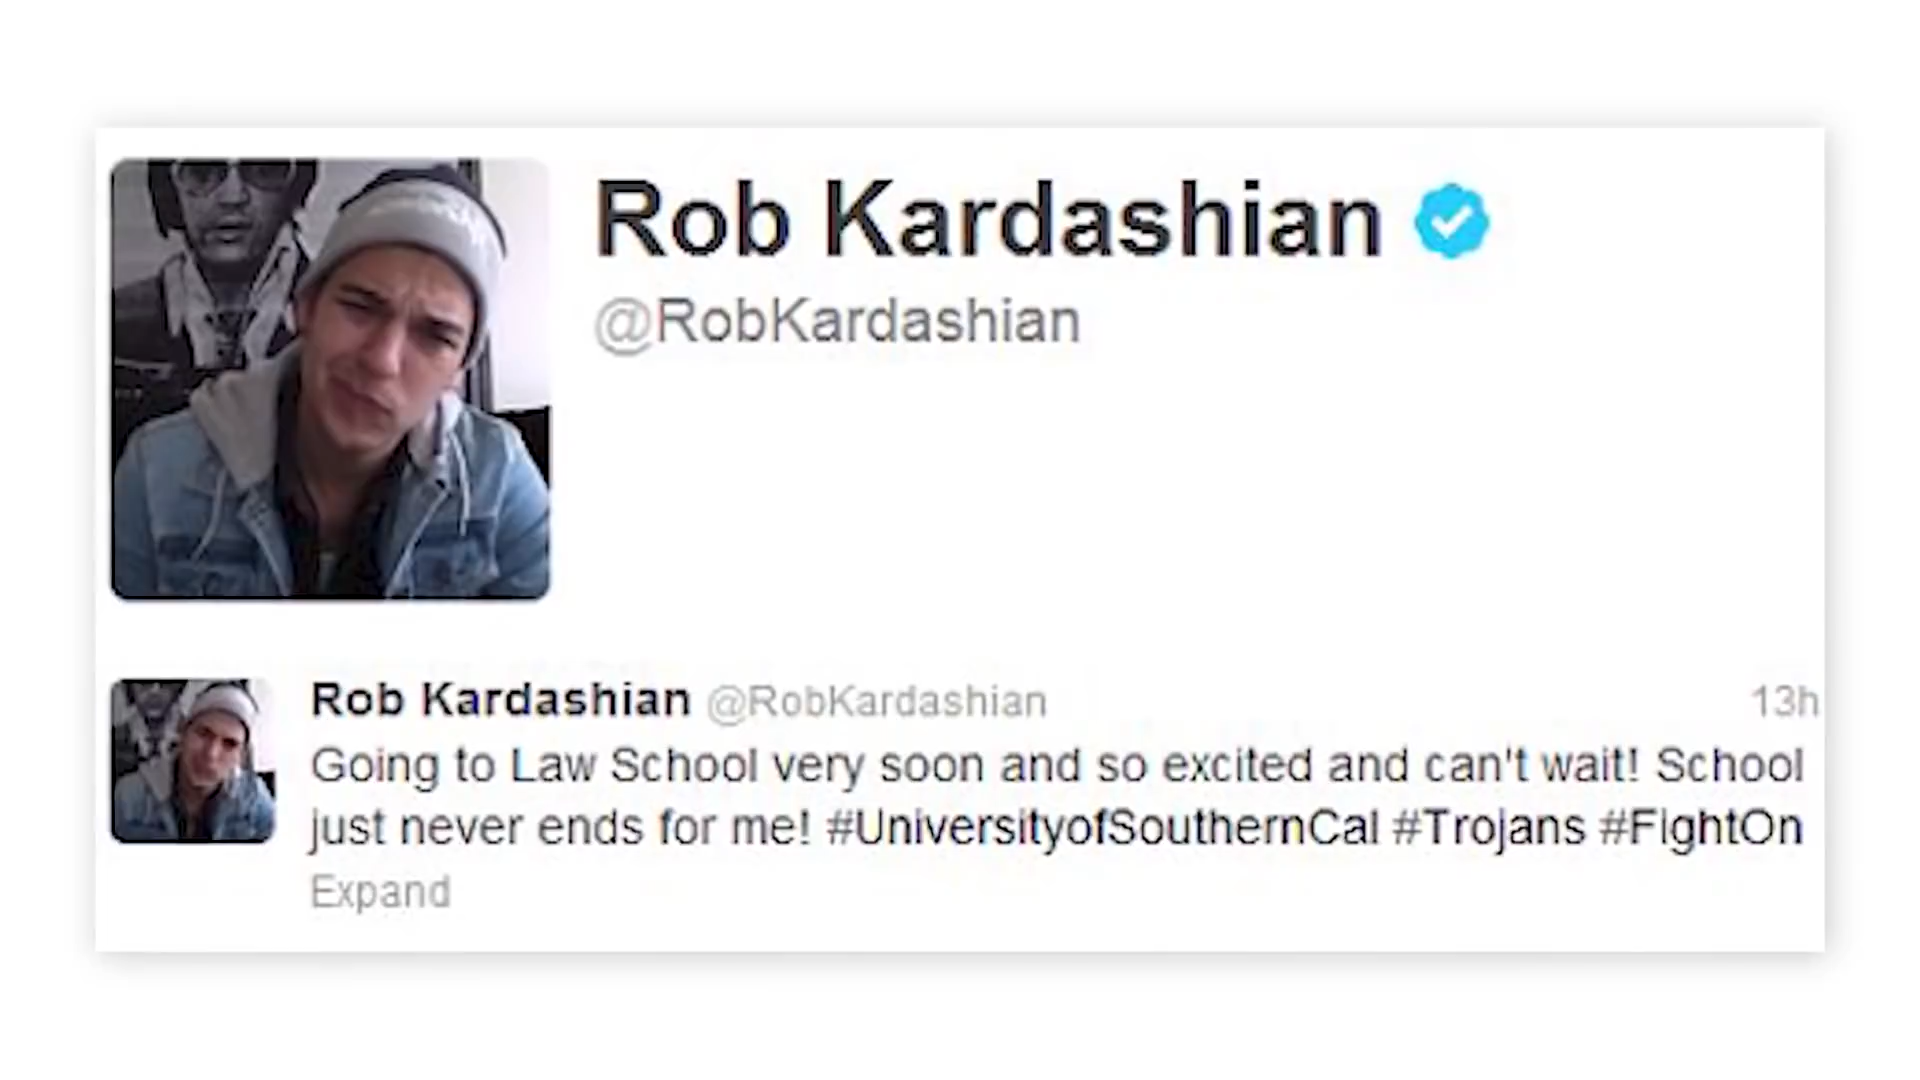 Rob Kardashian
@RobKardashian
Rob Kardashian @RobKardashian 13h
Going to Law School very soon and so excited and can't wait! School
just never ends for me! #UniversityofSouthernCal #Trojans #FightOn
Expand